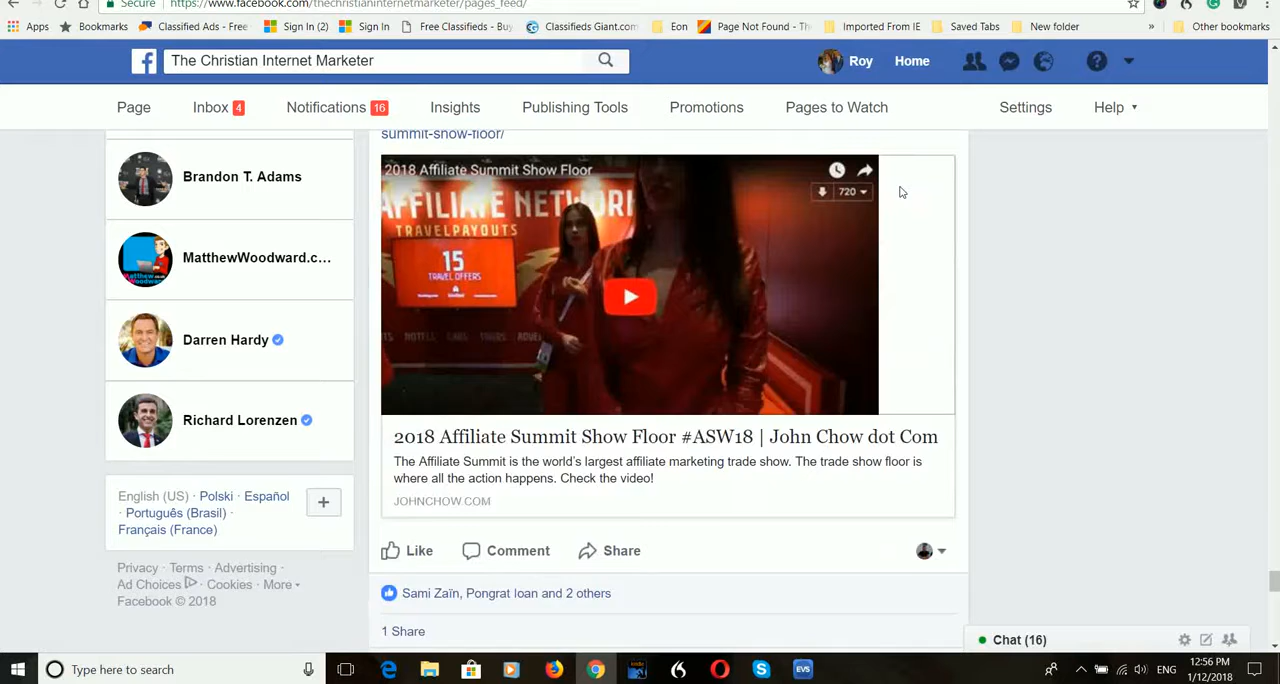 Secure
https://www.facebook.com/thechristianinternetmarketer/pages_feed/
Apps
Bookmarks
Classified Ads - Free
Sign In (2)
Sign In
Free Classifieds - Buy
Classifieds Giant.com
Eon
Page Not Found - The
Imported From IE
Saved Tabs
New folder
»
Other bookmarks
The Christian Internet Marketer
Roy
Home
Page
Inbox 4
Notifications 16
Insights
Publishing Tools
Promotions
Pages to Watch
Settings
Help
summit-show-floor/
Brandon T. Adams
MatthewWoodward.c...
Darren Hardy
Richard Lorenzen
English (US) · Polski · Español
· Português (Brasil) ·
Français (France)
+
Privacy · Terms · Advertising ·
Ad Choices · Cookies · More
Facebook © 2018
2018 Affiliate Summit Show Floor
720
AFFILIATE NETWORK
TRAVELPAYOUTS
15
TRAVEL OFFERS
2018 Affiliate Summit Show Floor #ASW18 | John Chow dot Com
The Affiliate Summit is the world's largest affiliate marketing trade show. The trade show floor is
where all the action happens. Check the video!
JOHNCHOW.COM
Like
Comment
Share
Sami Zaïn, Pongrat loan and 2 others
1 Share
Chat (16)
Type here to search
EVS
ENG
12:56 PM
1/12/2018